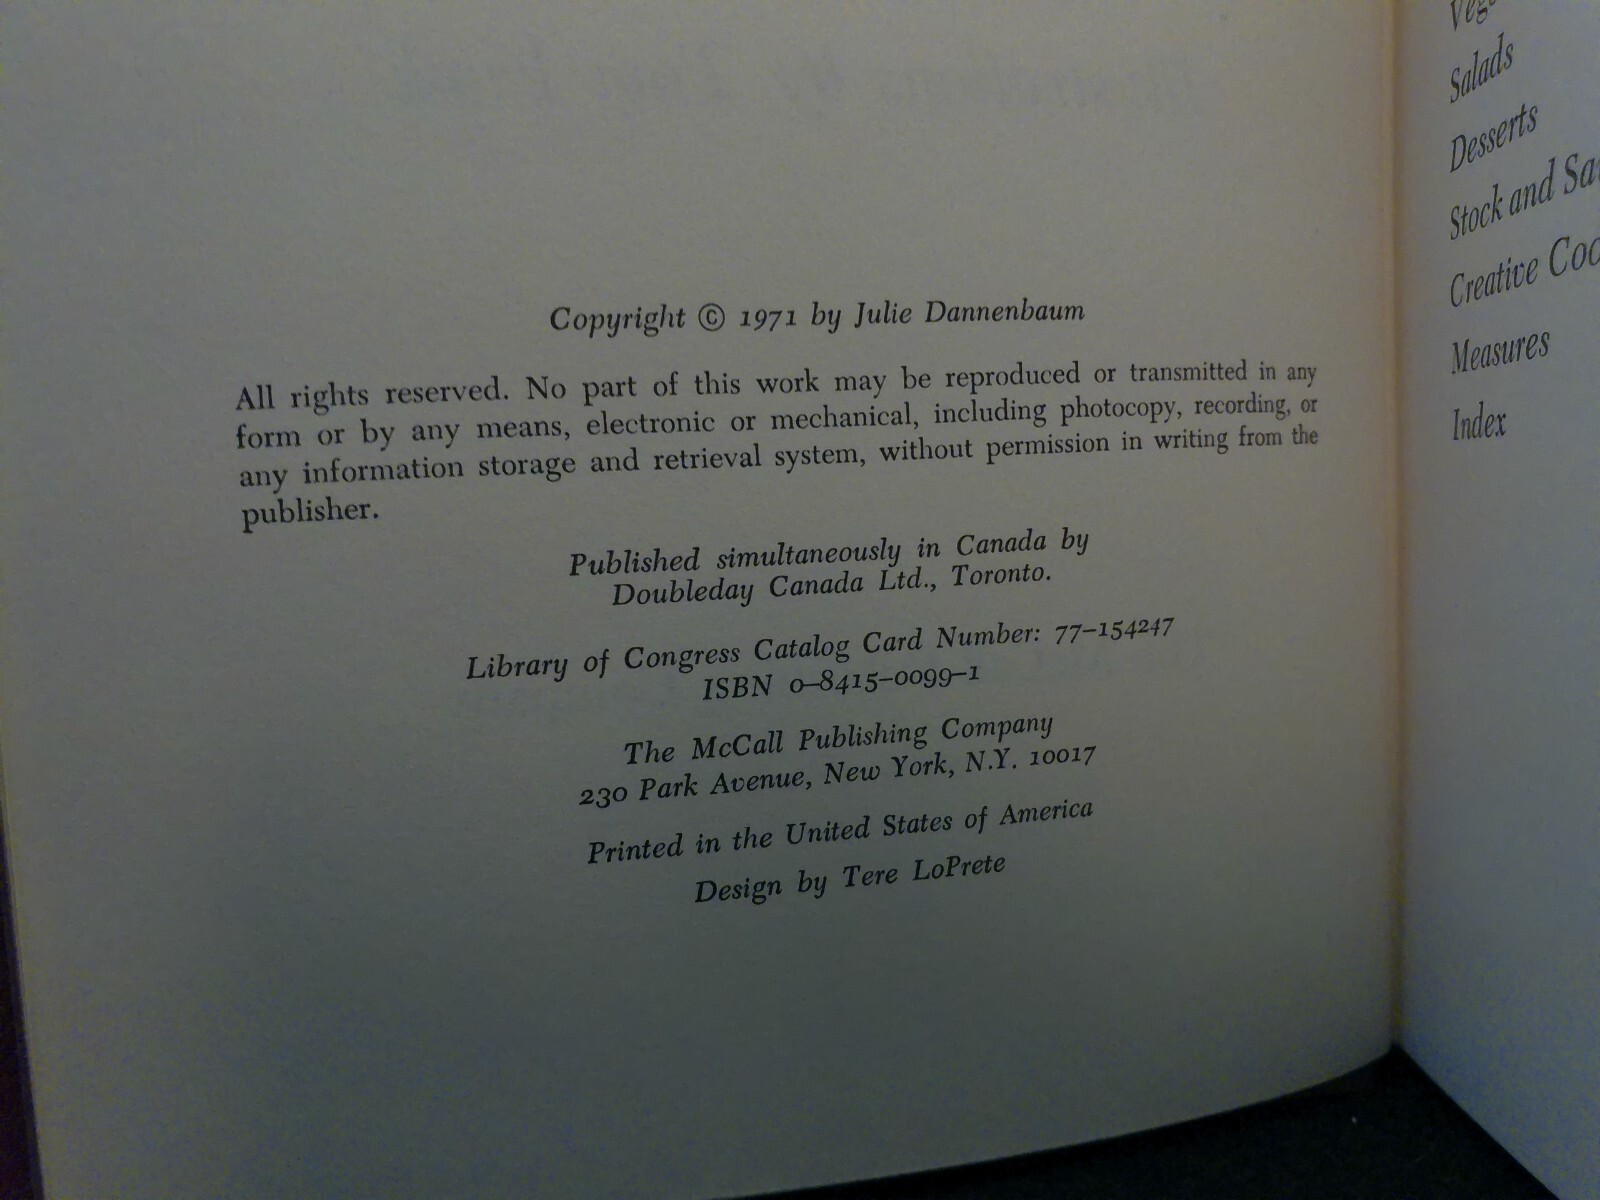 Copyright © 1971 by Julie Dannenbaum
All rights reserved. No part of this work may be reproduced or transmitted in any
form or by any means, electronic or mechanical, including photocopy, recording, or
any information storage and retrieval system, without permission in writing from the
publisher.
Published simultaneously in Canada by
Doubleday Canada Ltd., Toronto.
Library of Congress Catalog Card Number: 77–154247
ISBN 0–8415–0099–1
The McCall Publishing Company
230 Park Avenue, New York, N.Y. 10017
Printed in the United States of America
Design by Tere LoPrete
Salads
Desserts
Stock and
Creative
Measures
Index